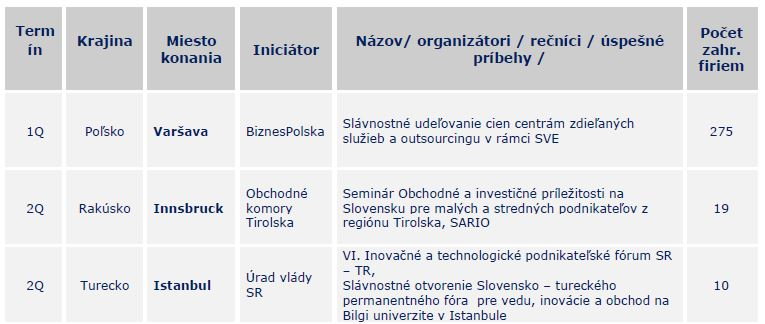 Term
ín
Krajina
Miesto
konania
Iniciátor
Názov/ organizátori / rečníci / úspešné
príbehy /
Počet
zahr.
firiem
1Q
Poľsko
Varšava
BiznesPolska
Slávnostné udeľovanie cien centrám zdieľaných
služieb a outsourcingu v rámci SVE
275
2Q
Rakúsko
Innsbruck
Obchodné
komory
Tirolska
Seminár Obchodné a investičné príležitosti na
Slovensku pre malých a stredných podnikateľov z
regiónu Tirolska, SARIO
19
2Q
Turecko
Istanbul
Úrad vlády
SR
VI. Inovačné a technologické podnikateľské fórum SR
– TR,
Slávnostné otvorenie Slovensko – tureckého
permanentného fóra  pre vedu, inovácie a obchod na
Bilgi univerzite v Istanbule
10